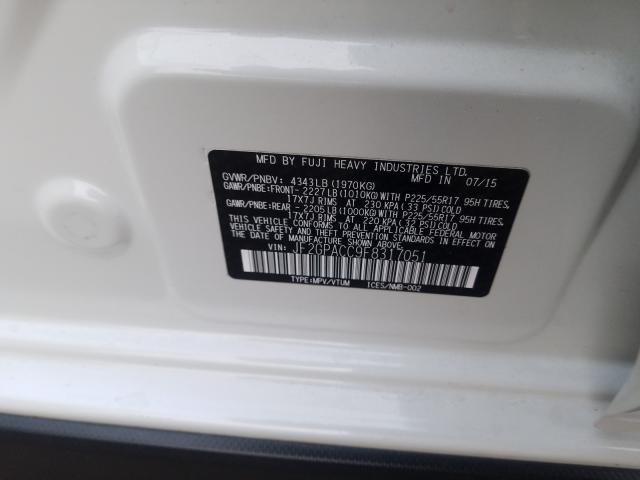 MFD BY FUJI HEAVY INDUSTRIES LTD.
GVWR/PNBV: 4343LB (1970KG) MFD IN 07/15
GAWR/PNBE:FRONT- 2227LB (1010KG) WITH P225/55R17 95H TIRES,
17X7J RIMS AT 230 KPA (33 PSI) COLD
GAWR/PNBE:REAR - 2205LB (1000KG) WITH P225/55R17 95H TIRES,
17X7J RIMS AT 220 KPA (32 PSI) COLD
THIS VEHICLE CONFORMS TO ALL APPLICABLE FEDERAL MOTOR
VEHICLE SAFETY, BUMPER, AND THEFT PREVENTION STANDARDS IN EFFECT
ON THE DATE OF MANUFACTURE SHOWN ABOVE.
VIN: JF2GPACC9F8317051
TYPE:MPV/VTUM ICES/NMB-002